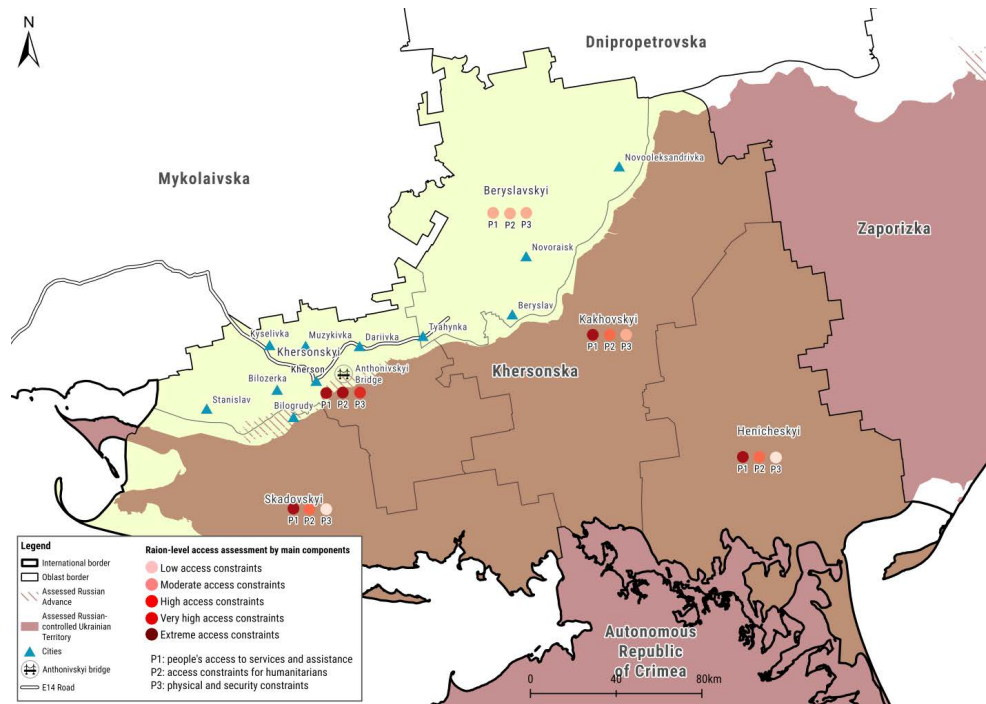 N
Dnipropetrovska
Mykolaivska
Novooleksandrivka
Beryslavskyi
P1 P2 P3
Zaporizka
Novoraisk
Beryslav
Tyahynka
Kakhovskyi
P1 P2 P3
Kyselivka
Muzykivka
Dariivka
Khersonskyi
Kherson
Anthonivskyi
Bridge
Khersonska
Bilozerka
P1 P2 P3
Stanislav
Bilogrudy
Henicheskyi
P1 P2 P3
Skadovskyi
P1 P2 P3
Legend
International border
Oblast border
Assessed Russian
Advance
Assessed Russian-
controlled Ukrainian
Territory
Cities
Anthonivskyi bridge
E14 Road
Raion-level access assessment by main components
Low access constraints
Moderate access constraints
High access constraints
Very high access constraints
Extreme access constraints
P1: people's access to services and assistance
P2: access constraints for humanitarians
P3: physical and security constraints
Autonomous
Republic
of Crimea
0 40 80km